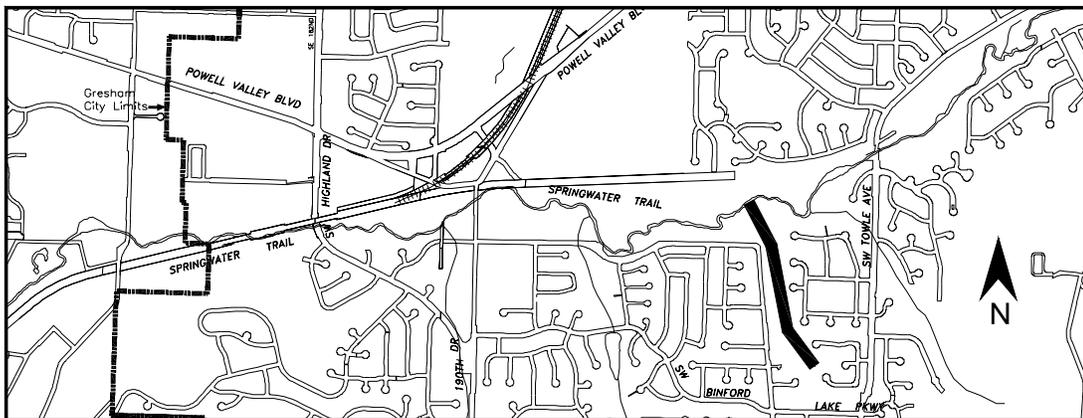 SE 182ND
POWELL VALLEY BLVD
POWELL VALLEY BLVD
Gresham
City Limits
SW HIGHLAND DR
SPRINGWATER TRAIL
SPRINGWATER TRAIL
SW TOWLE AVE
N
190TH DR
SW BINFORD LAKE PKWY